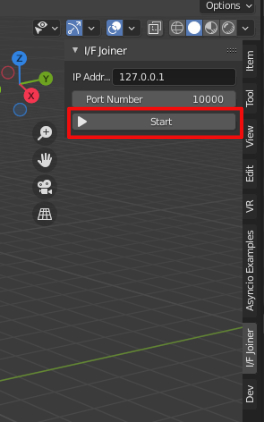 Options
I/F Joiner
IP Addr... 127.0.0.1
Port Number 10000
Start
Z
Y
X
Item
Tool
View
Edit
VR
Asyncio Examples
I/F Joiner
Dev